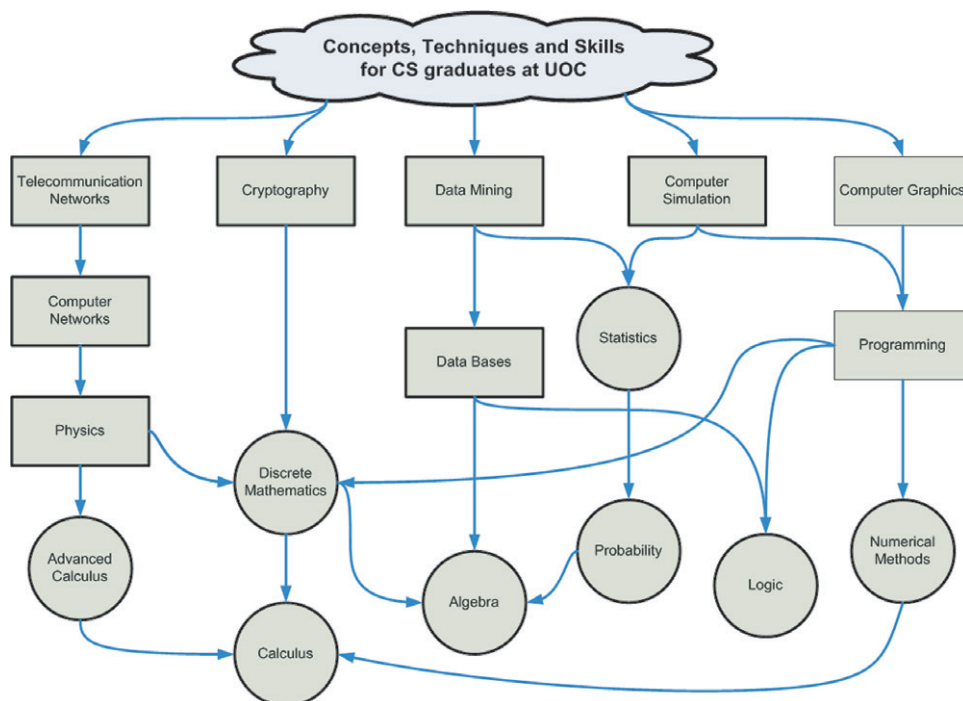 Concepts, Techniques and Skills
for CS graduates at UOC
Telecommunication
Networks
Cryptography
Data Mining
Computer
Simulation
Computer Graphics
Computer
Networks
Statistics
Data Bases
Programming
Physics
Discrete
Mathematics
Advanced
Calculus
Probability
Numerical
Methods
Algebra
Logic
Calculus